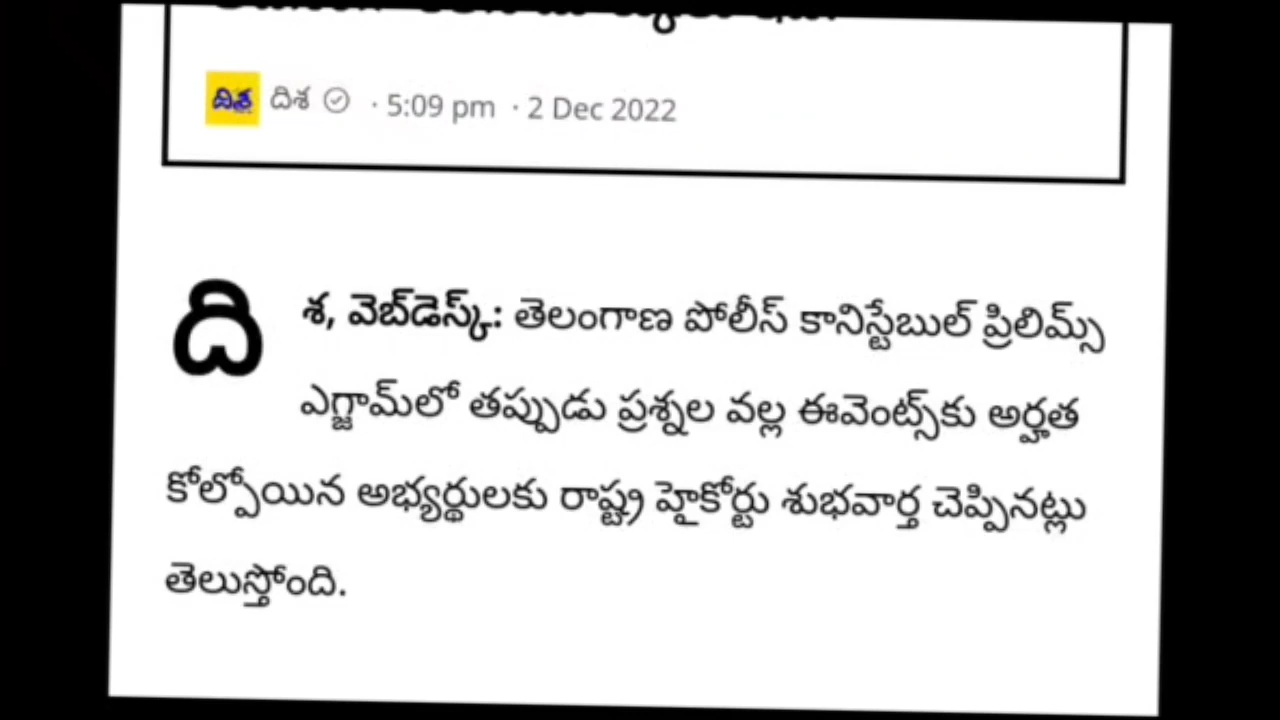 దిశ దిశ · 5:09 pm · 2 Dec 2022
దిశ, వెబ్‌డెస్క్: తెలంగాణ పోలీస్ కానిస్టేబుల్ ప్రిలిమ్స్
ఎగ్జామ్‌లో తప్పుడు ప్రశ్నల వల్ల ఈవెంట్స్‌కు అర్హత
కోల్పోయిన అభ్యర్థులకు రాష్ట్ర హైకోర్టు శుభవార్త చెప్పినట్లు
తెలుస్తోంది.